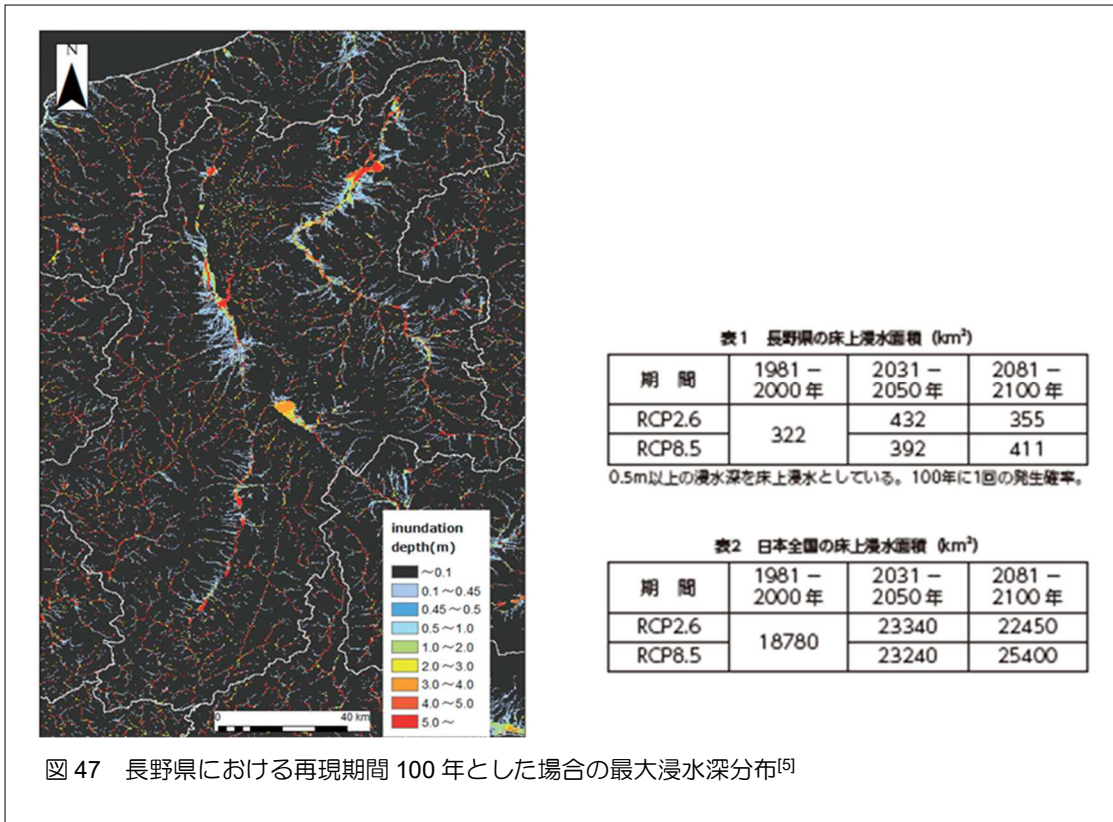 N
inundation
depth(m)
～0.1
0.1～0.45
0.45～0.5
0.5～1.0
1.0～2.0
2.0～3.0
3.0～4.0
4.0～5.0
5.0～
0 40 km
表1 長野県の床上浸水面積（km²）
期 間 1981－2000年 2031－2050年 2081－2100年
RCP2.6 322 432 355
RCP8.5 392 411
0.5m以上の浸水深を床上浸水としている。100年に1回の発生確率。
表2 日本全国の床上浸水面積（km²）
期 間 1981－2000年 2031－2050年 2081－2100年
RCP2.6 18780 23340 22450
RCP8.5 23240 25400
図 47 長野県における再現期間 100 年とした場合の最大浸水深分布[5]